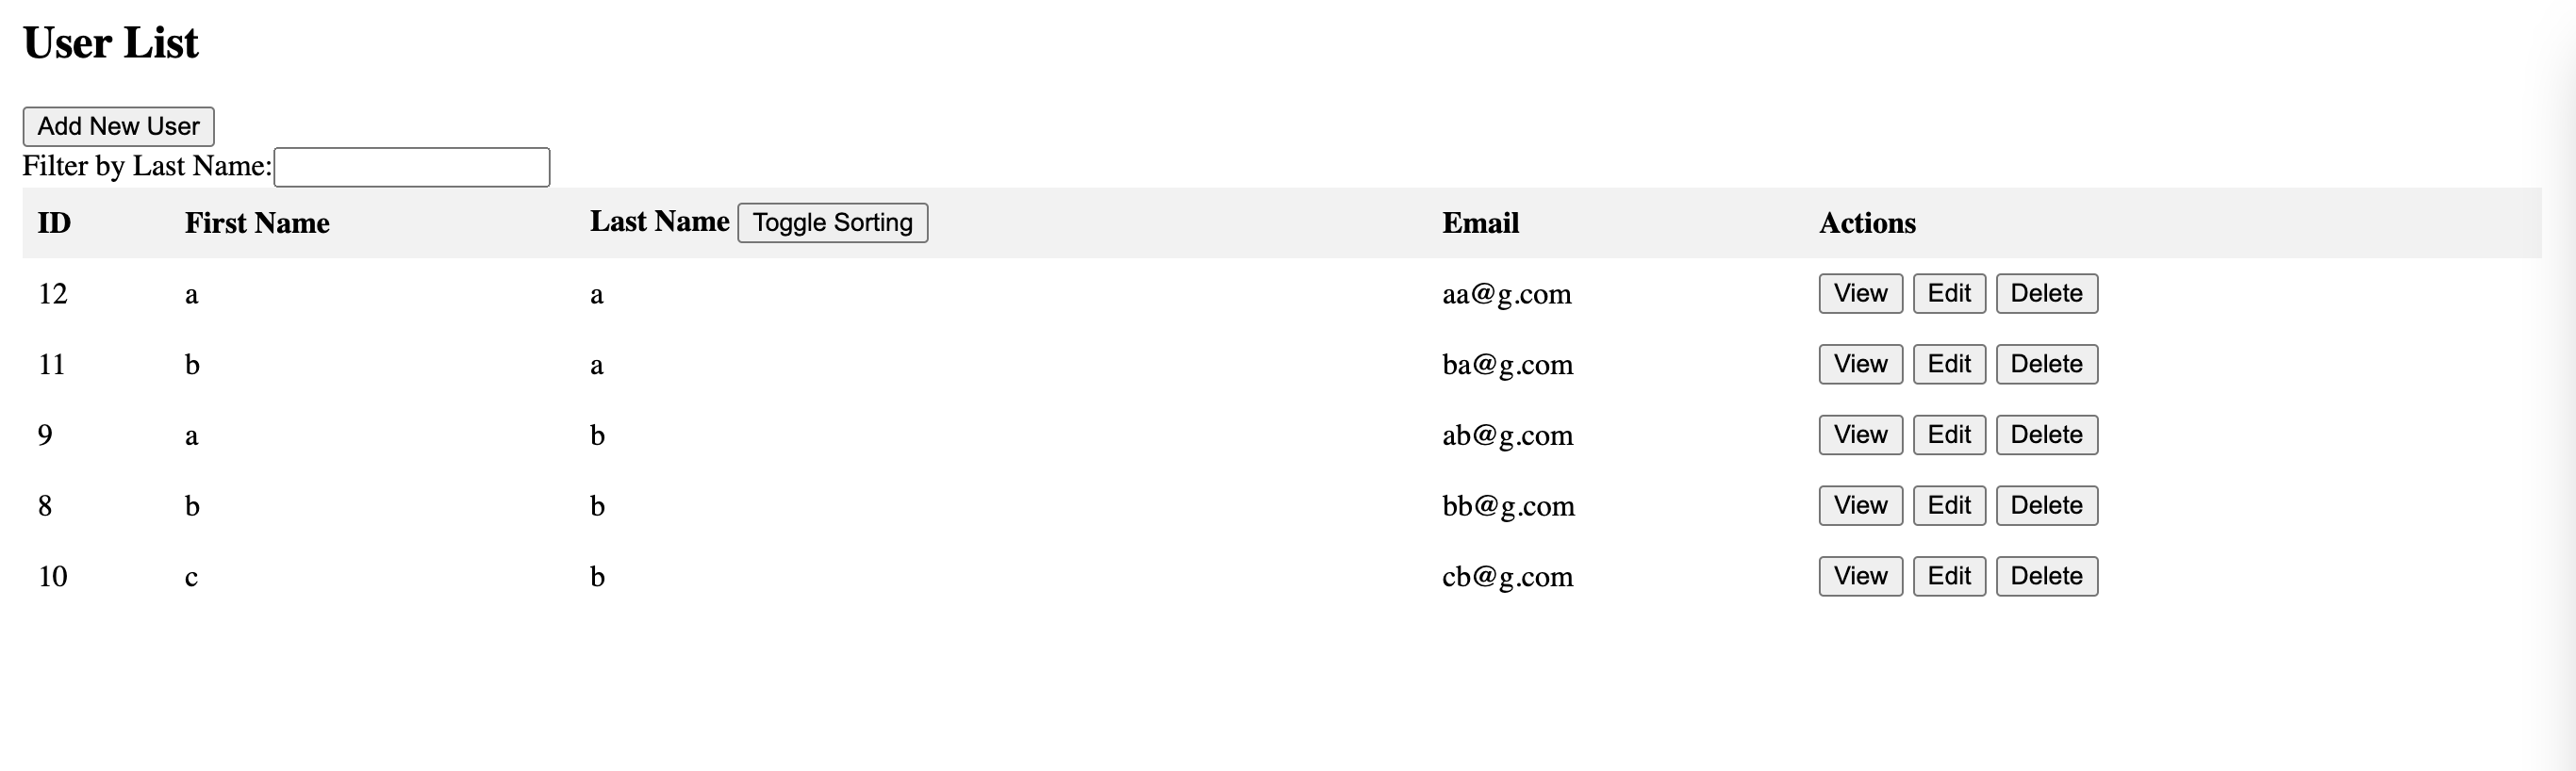 User List
Add New User
Filter by Last Name:
ID First Name Last Name Toggle Sorting Email Actions
12 a a aa@g.com View Edit Delete
11 b a ba@g.com View Edit Delete
9 a b ab@g.com View Edit Delete
8 b b bb@g.com View Edit Delete
10 c b cb@g.com View Edit Delete